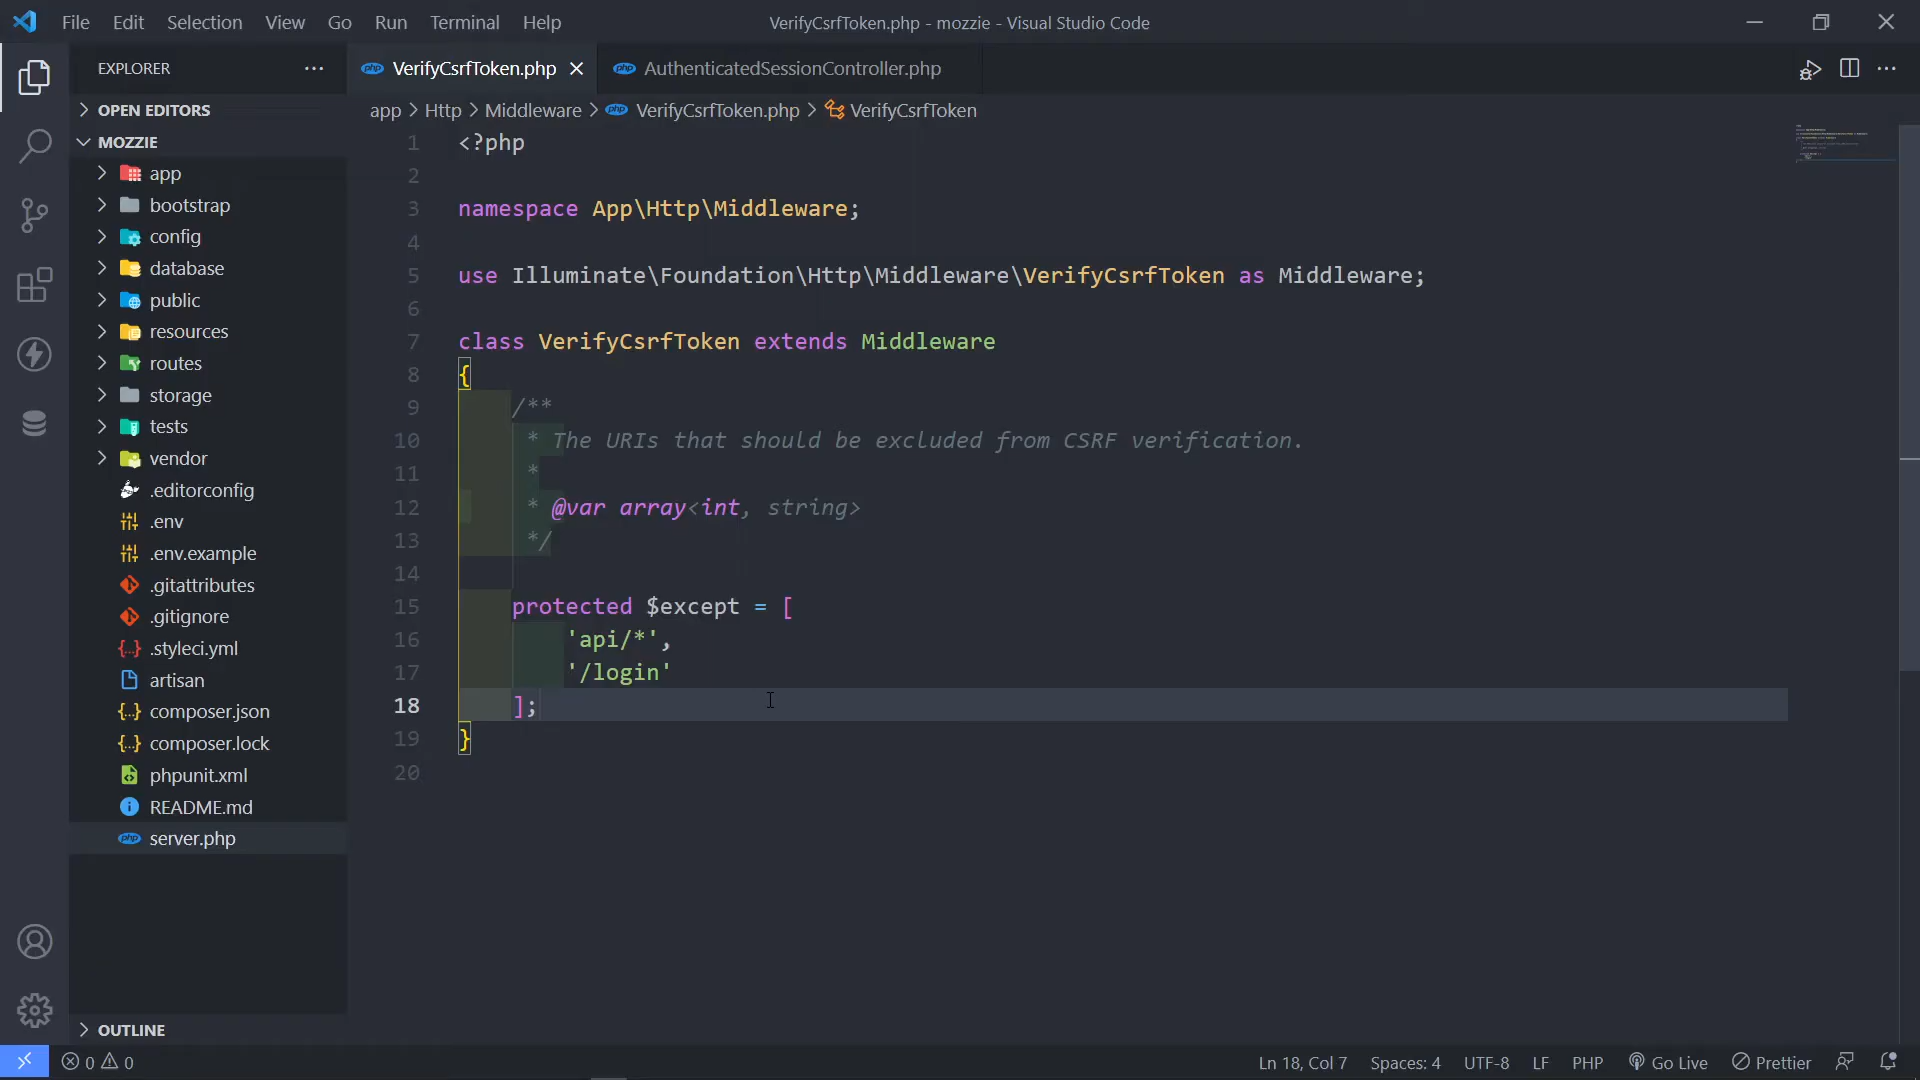 File Edit Selection View Go Run Terminal Help
VerifyCsrfToken.php - mozzie - Visual Studio Code
EXPLORER
OPEN EDITORS
MOZZIE
app
bootstrap
config
database
public
resources
routes
storage
tests
vendor
.editorconfig
.env
.env.example
.gitattributes
.gitignore
.styleci.yml
artisan
composer.json
composer.lock
phpunit.xml
README.md
server.php
OUTLINE
VerifyCsrfToken.php
AuthenticatedSessionController.php
app > Http > Middleware > VerifyCsrfToken.php > VerifyCsrfToken
1 <?php
2
3 namespace App\Http\Middleware;
4
5 use Illuminate\Foundation\Http\Middleware\VerifyCsrfToken as Middleware;
6
7 class VerifyCsrfToken extends Middleware
8 {
9 /**
10 * The URIs that should be excluded from CSRF verification.
11 *
12 * @var array<int, string>
13 */
14
15 protected $except = [
16 'api/*',
17 '/login'
18 ];
19 }
20
0 0
Ln 18, Col 7 Spaces: 4 UTF-8 LF PHP Go Live Prettier